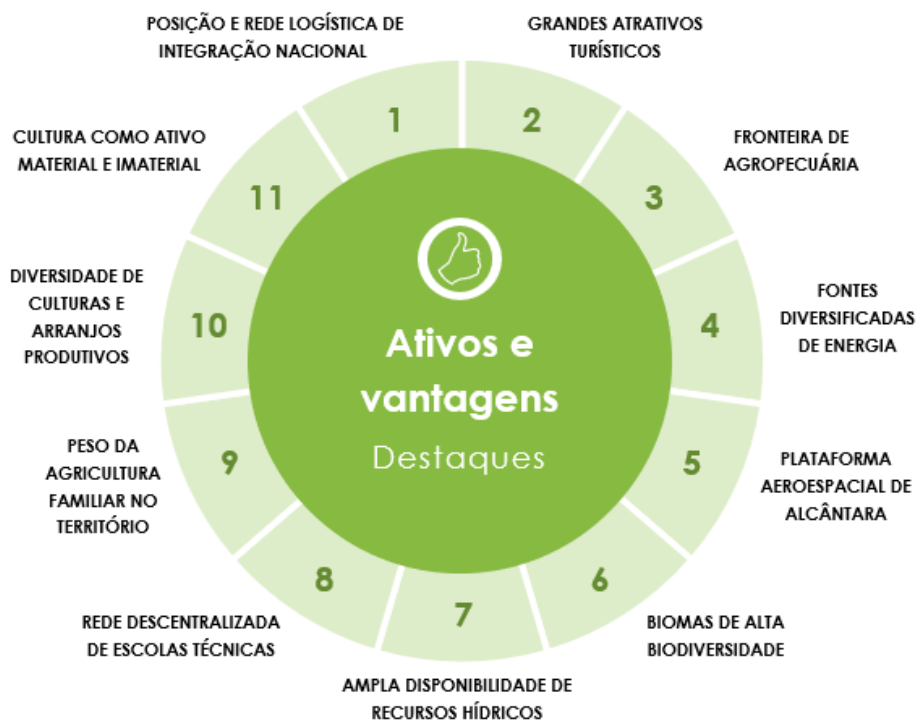 POSIÇÃO E REDE LOGÍSTICA DE
INTEGRAÇÃO NACIONAL
1
GRANDES ATRATIVOS
TURÍSTICOS
2
FRONTEIRA DE
AGROPECUÁRIA
3
FONTES
DIVERSIFICADAS
DE ENERGIA
4
PLATAFORMA
AEROESPACIAL DE
ALCÂNTARA
5
BIOMAS DE ALTA
BIODIVERSIDADE
6
AMPLA DISPONIBILIDADE DE
RECURSOS HÍDRICOS
7
REDE DESCENTRALIZADA
DE ESCOLAS TÉCNICAS
8
PESO DA
AGRICULTURA
FAMILIAR NO
TERRITÓRIO
9
DIVERSIDADE DE
CULTURAS E
ARRANJOS
PRODUTIVOS
10
CULTURA COMO ATIVO
MATERIAL E IMATERIAL
11
Ativos e
vantagens
Destaques